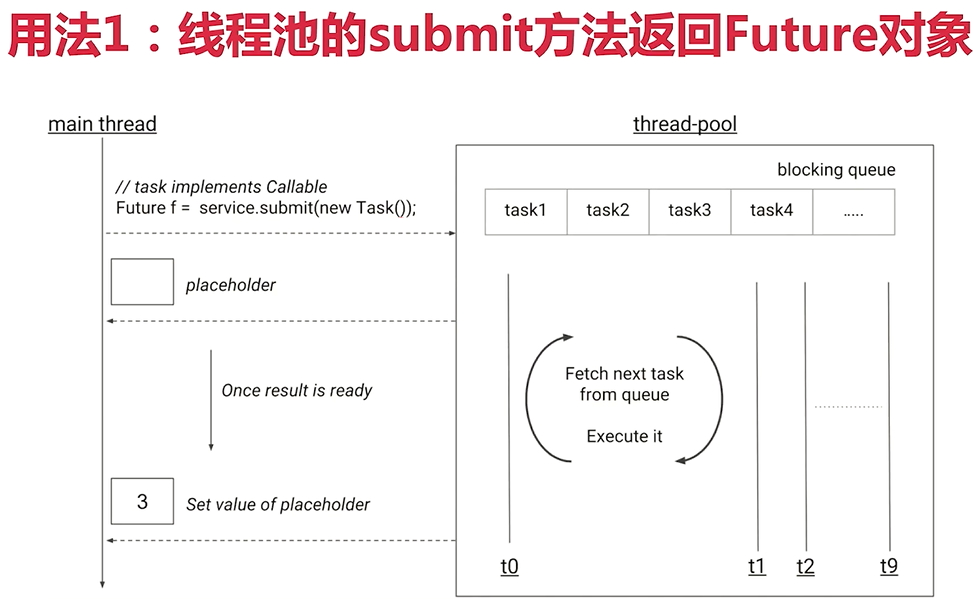 用法1：线程池的submit方法返回Future对象
main thread
thread-pool
// task implements Callable
Future f = service.submit(new Task());
blocking queue
task1 task2 task3 task4 .....
placeholder
Once result is ready
3
Set value of placeholder
Fetch next task
from queue
Execute it
t0 t1 t2 t9